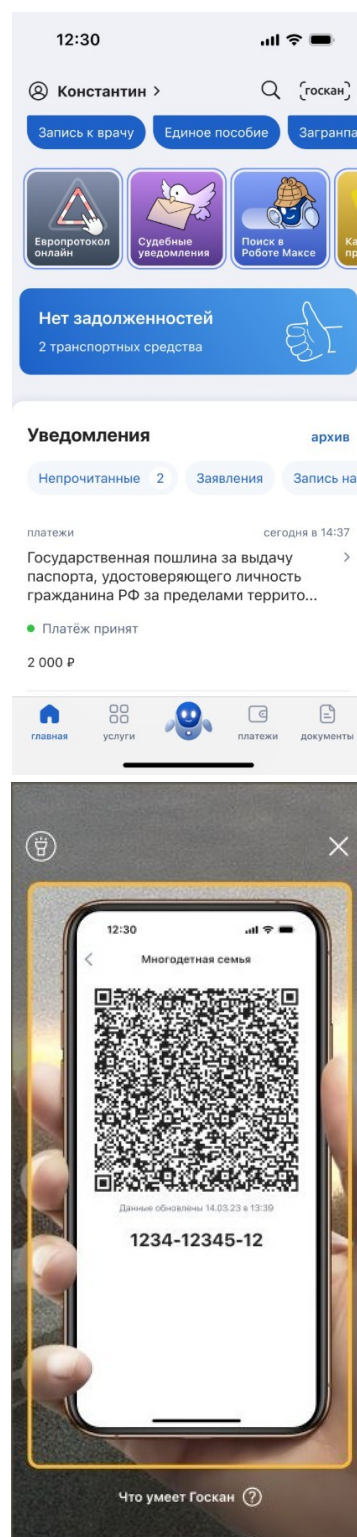 12:30
Константин >
госкан
Запись к врачу
Единое пособие
Загранпа
Европротокол
онлайн
Судебные
уведомления
Поиск в
Роботе Максе
Ка
пр
Нет задолженностей
2 транспортных средства
Уведомления
архив
Непрочитанные 2
Заявления
Запись на
платежи
сегодня в 14:37
Государственная пошлина за выдачу
паспорта, удостоверяющего личность
гражданина РФ за пределами террито...
Платёж принят
2 000 ₽
главная
услуги
платежи
документы
12:30
Многодетная семья
Данные обновлены 14.03.23 в 13:39
1234-12345-12
Что умеет Госкан ?